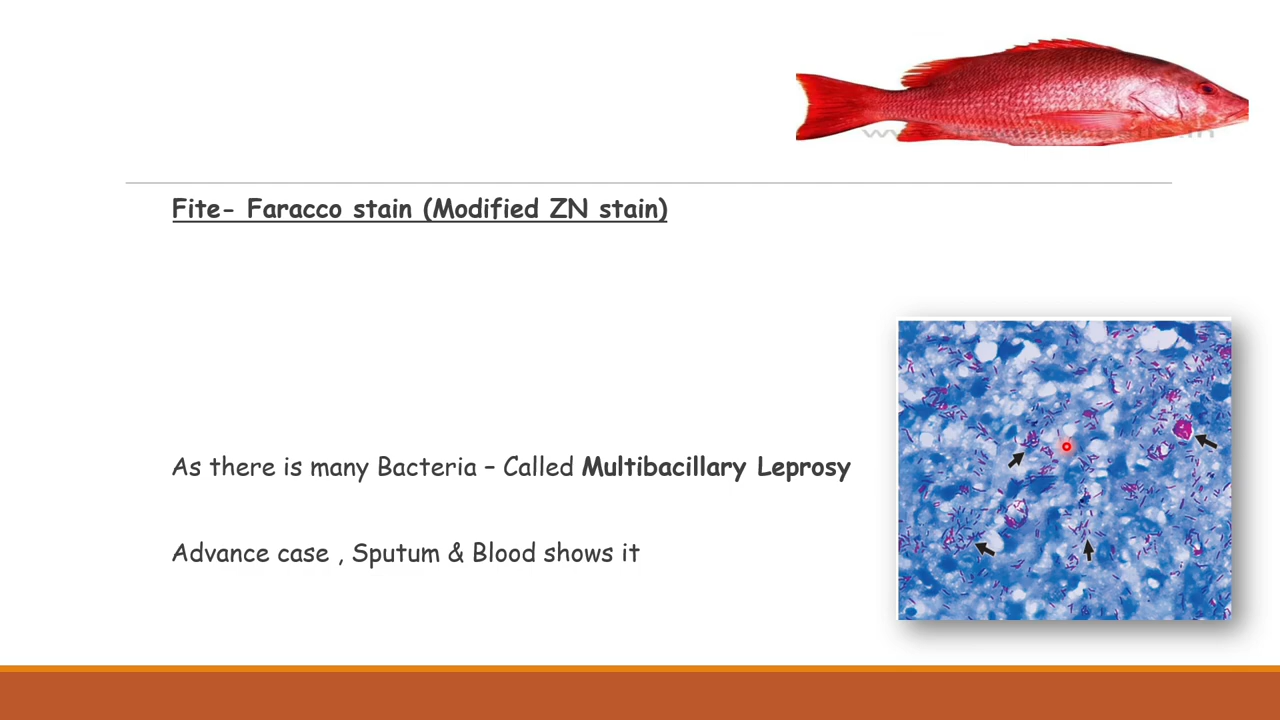 Fite- Faracco stain (Modified ZN stain)
As there is many Bacteria – Called Multibacillary Leprosy
Advance case , Sputum & Blood shows it